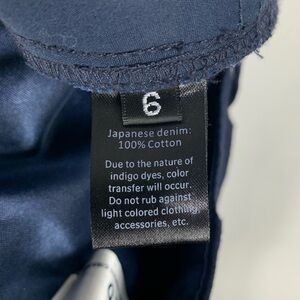 6
Japanese denim:
100% Cotton
Due to the nature of
indigo dyes, color
transfer will occur.
Do not rub against
light colored clothing,
accessories, etc.